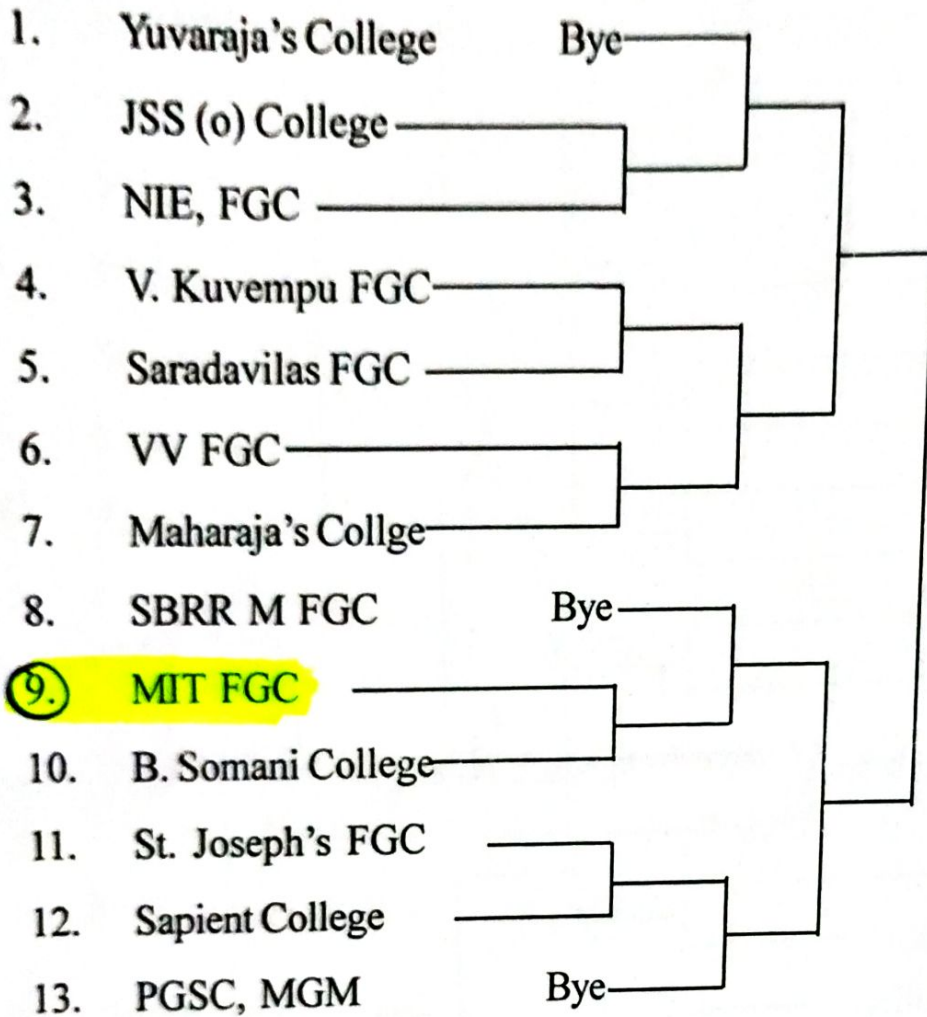 1. Yuvaraja's College Bye
2. JSS (o) College
3. NIE, FGC
4. V. Kuvempu FGC
5. Saradavilas FGC
6. VV FGC
7. Maharaja's Collge
8. SBRR M FGC Bye
9. MIT FGC
10. B. Somani College
11. St. Joseph's FGC
12. Sapient College
13. PGSC, MGM Bye